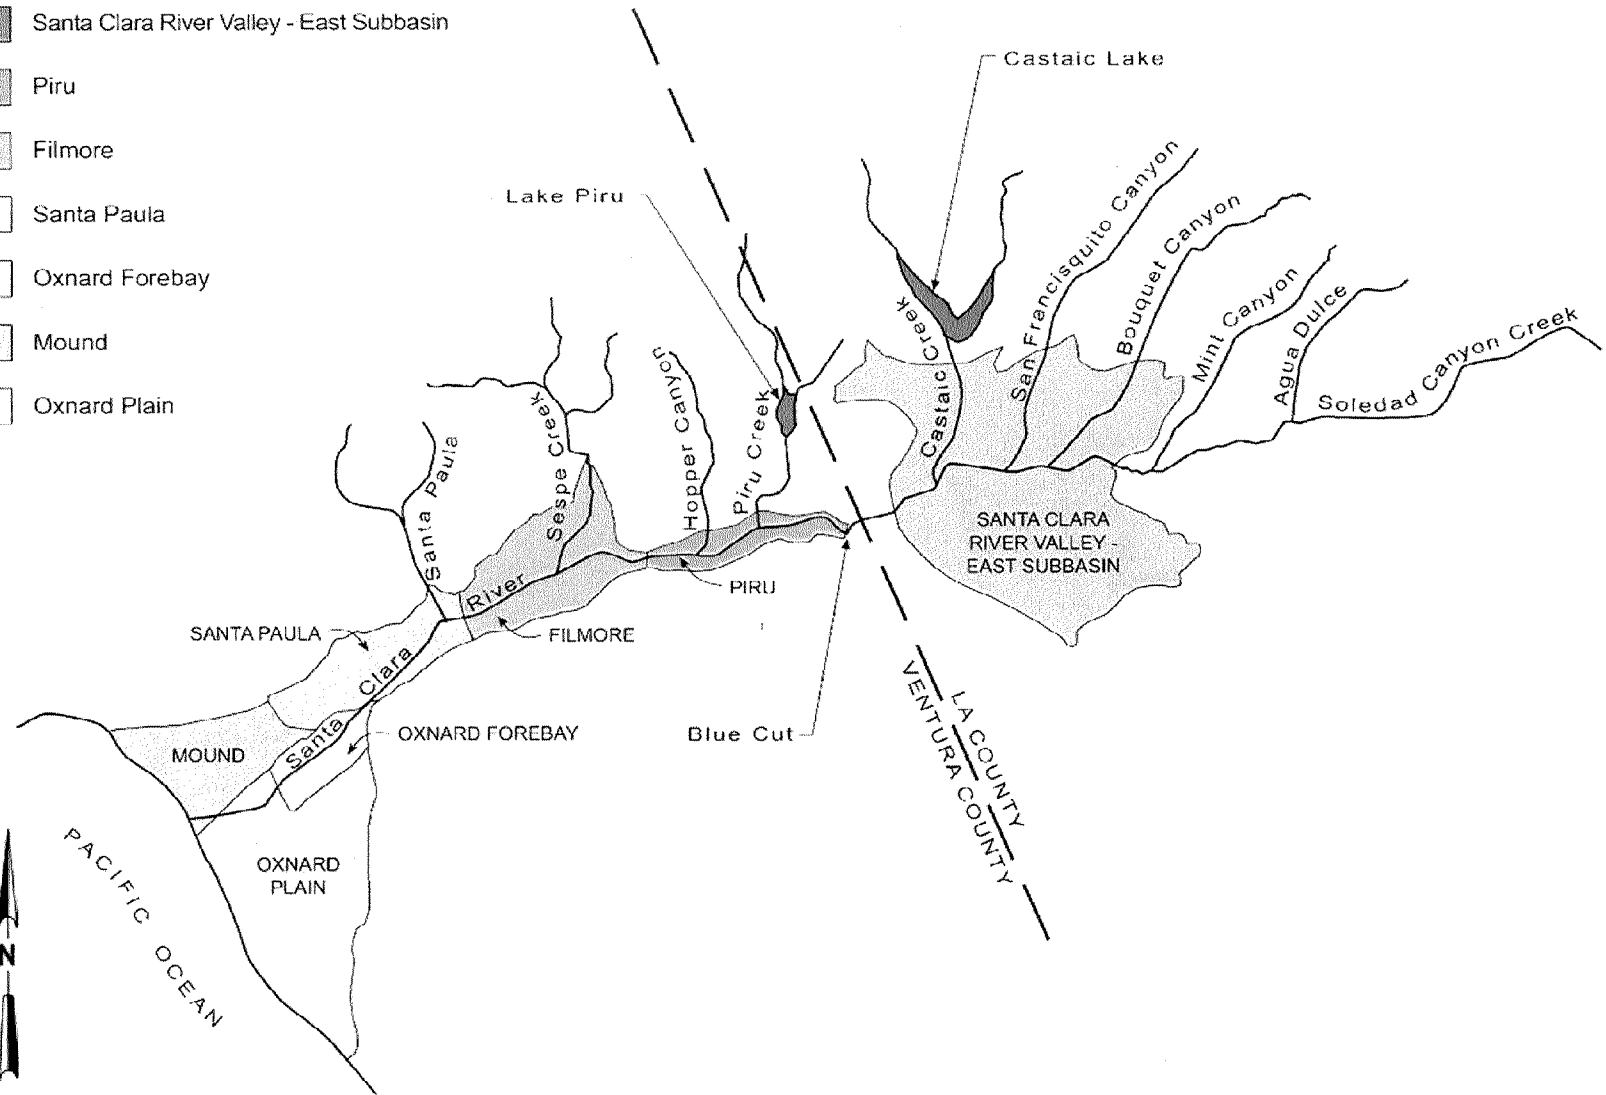 Santa Clara River Valley - East Subbasin
Piru
Filmore
Santa Paula
Oxnard Forebay
Mound
Oxnard Plain
Castaic Lake
Lake Piru
San Francisquito Canyon
Bouquet Canyon
Mint Canyon
Agua Dulce
Soledad Canyon Creek
Castaic Creek
Piru Creek
Hopper Canyon
Sespe Creek
Santa Paula
SANTA CLARA
RIVER VALLEY -
EAST SUBBASIN
PIRU
FILMORE
SANTA PAULA
Santa Clara River
OXNARD FOREBAY
MOUND
Blue Cut
LA COUNTY
VENTURA COUNTY
OXNARD
PLAIN
PACIFIC OCEAN
N